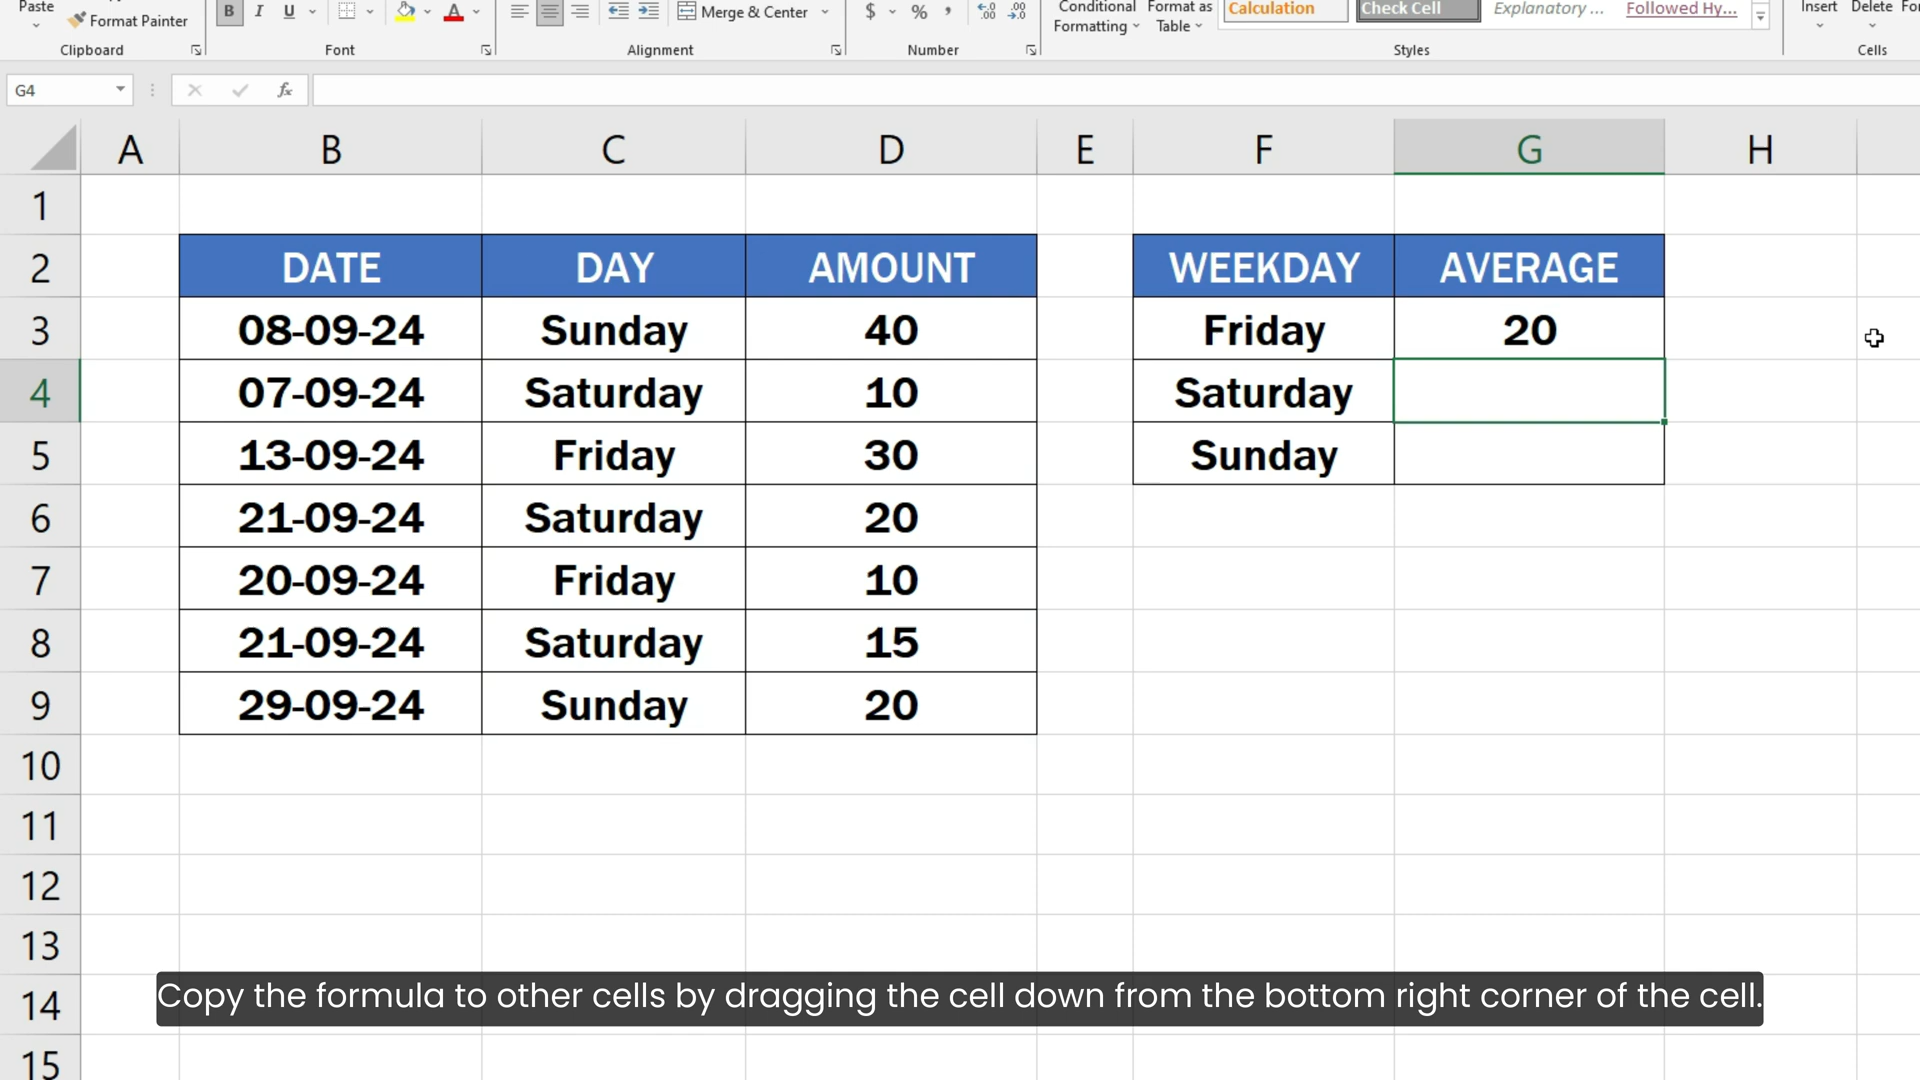 Paste
Format Painter
Clipboard
B I U A
Font
Merge & Center
Alignment
$ % ,
Number
Conditional
Formatting
Format as
Table
Calculation
Check Cell
Explanatory ...
Followed Hy...
Styles
Insert
Delete
Cells
G4
fx
A B C D E F G H
1
2 DATE DAY AMOUNT WEEKDAY AVERAGE
3 08-09-24 Sunday 40 Friday 20
4 07-09-24 Saturday 10 Saturday
5 13-09-24 Friday 30 Sunday
6 21-09-24 Saturday 20
7 20-09-24 Friday 10
8 21-09-24 Saturday 15
9 29-09-24 Sunday 20
10
11
12
13
14
15
Copy the formula to other cells by dragging the cell down from the bottom right corner of the cell.